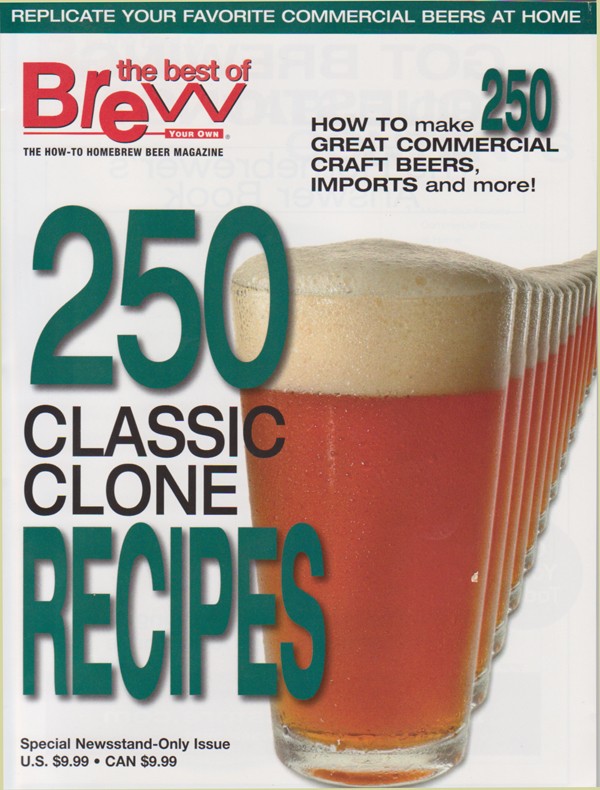 REPLICATE YOUR FAVORITE COMMERCIAL BEERS AT HOME
the best of
Brew
YOUR OWN ®
THE HOW-TO HOMEBREW BEER MAGAZINE
HOW TO make 250
GREAT COMMERCIAL
CRAFT BEERS,
IMPORTS and more!
250
CLASSIC
CLONE
RECIPES
Special Newsstand-Only Issue
U.S. $9.99 • CAN $9.99